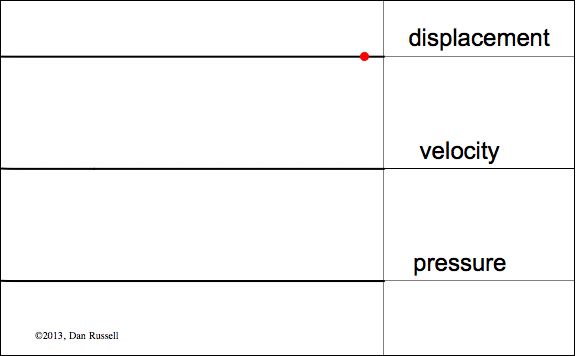 displacement
velocity
pressure
©2013, Dan Russell